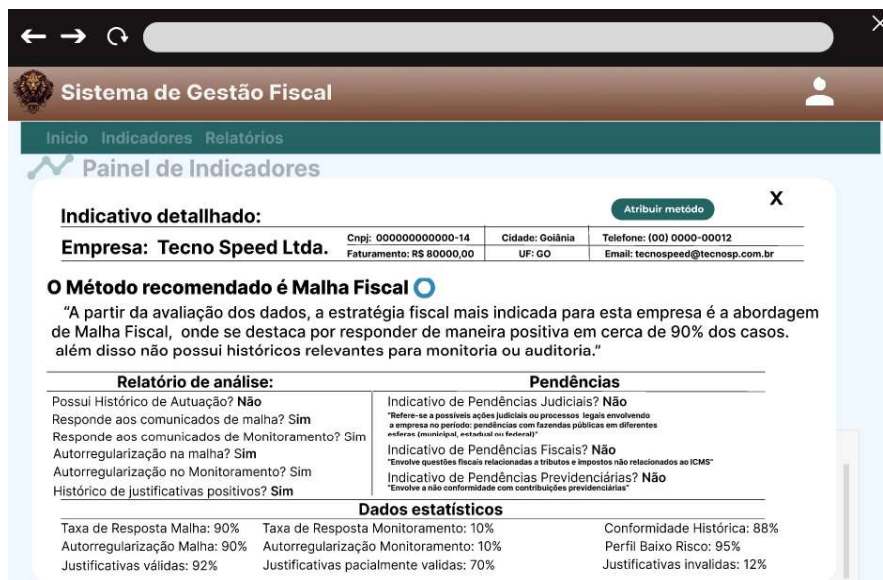 Sistema de Gestão Fiscal
Inicio Indicadores Relatórios
Painel de Indicadores
X
Atribuir metódo
Indicativo detallhado:
Empresa: Tecno Speed Ltda.
Cnpj: 000000000000-14 Cidade: Goiânia Telefone: (00) 0000-00012
Faturamento: R$ 80000,00 UF: GO Email: tecnospeed@tecnosp.com.br
O Método recomendado é Malha Fiscal
“A partir da avaliação dos dados, a estratégia fiscal mais indicada para esta empresa é a abordagem
de Malha Fiscal, onde se destaca por responder de maneira positiva em cerca de 90% dos casos.
além disso não possui históricos relevantes para monitoria ou auditoria.”
Relatório de análise:
Possui Histórico de Autuação? Não
Responde aos comunicados de malha? Sim
Responde aos comunicados de Monitoramento? Sim
Autorregularização na malha? Sim
Autorregularização no Monitoramento? Sim
Histórico de justificativas positivos? Sim
Pendências
Indicativo de Pendências Judiciais? Não
"Refere-se a possíveis ações judiciais ou processos legais envolvendo
a empresa no período: pendências com fazendas públicas em diferentes
esferas (municipal, estadual ou federal)"
Indicativo de Pendências Fiscais? Não
"Envolve questões fiscais relacionadas a tributos e impostos não relacionados ao ICMS"
Indicativo de Pendências Previdenciárias? Não
"Envolve a não conformidade com contribuições previdenciárias"
Dados estatísticos
Taxa de Resposta Malha: 90% Taxa de Resposta Monitoramento: 10% Conformidade Histórica: 88%
Autorregularização Malha: 90% Autorregularização Monitoramento: 10% Perfil Baixo Risco: 95%
Justificativas válidas: 92% Justificativas pacialmente validas: 70% Justificativas invalidas: 12%